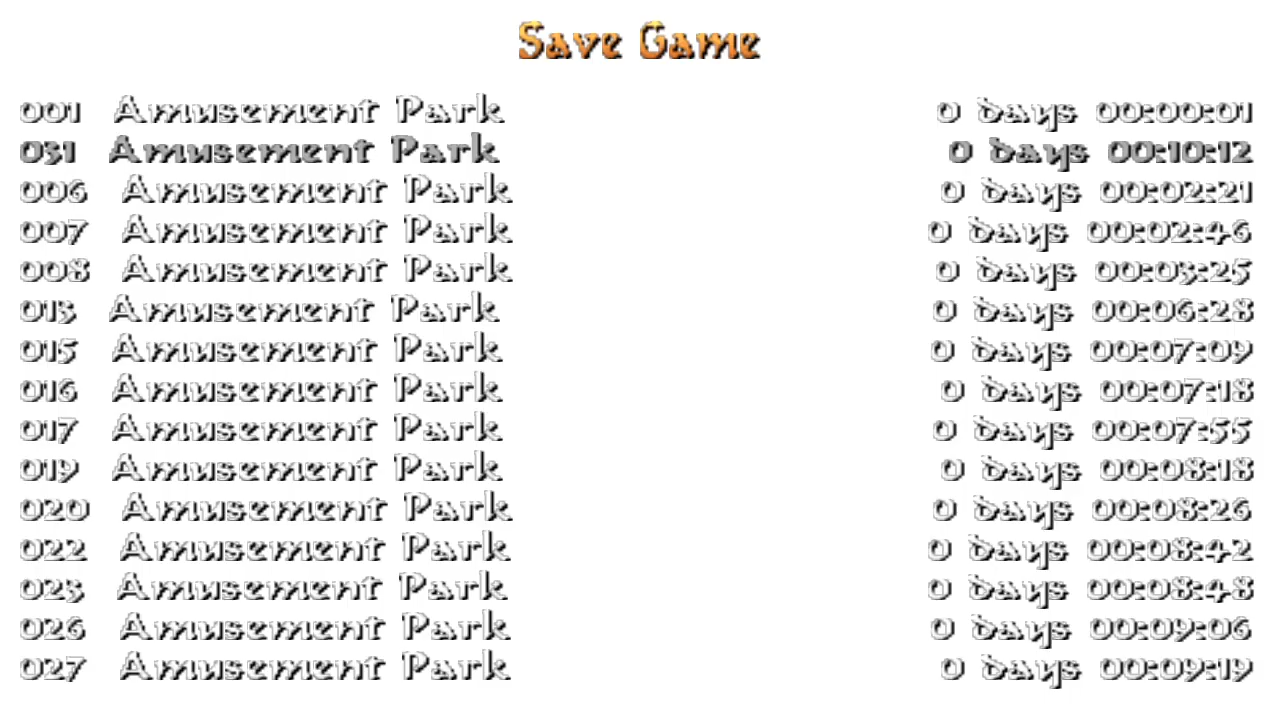 Save Game
001 Amusement Park 0 days 00:00:01
031 Amusement Park 0 days 00:10:12
006 Amusement Park 0 days 00:02:21
007 Amusement Park 0 days 00:02:46
008 Amusement Park 0 days 00:03:25
013 Amusement Park 0 days 00:06:28
015 Amusement Park 0 days 00:07:09
016 Amusement Park 0 days 00:07:18
017 Amusement Park 0 days 00:07:55
019 Amusement Park 0 days 00:08:18
020 Amusement Park 0 days 00:08:26
022 Amusement Park 0 days 00:08:42
023 Amusement Park 0 days 00:08:48
026 Amusement Park 0 days 00:09:06
027 Amusement Park 0 days 00:09:19